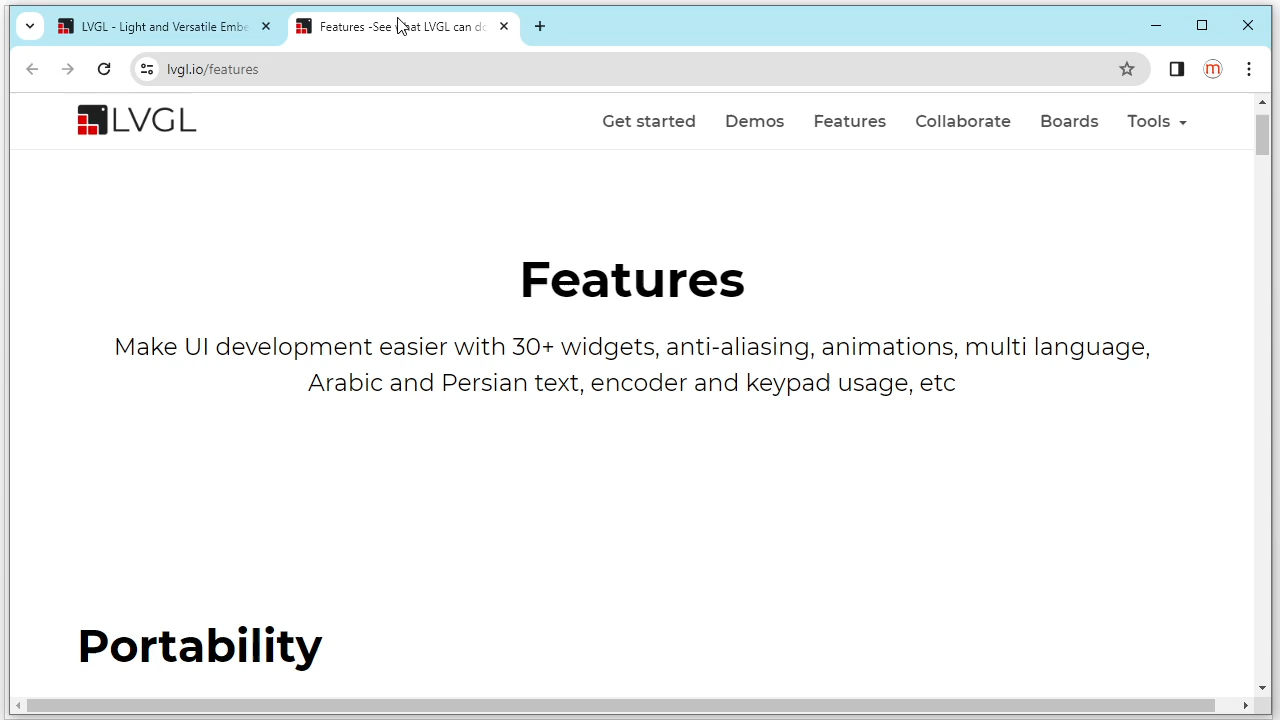 LVGL - Light and Versatile Embe
Features -See what LVGL can do
lvgl.io/features
m
LVGL
Get started
Demos
Features
Collaborate
Boards
Tools
Features
Make UI development easier with 30+ widgets, anti-aliasing, animations, multi language,
Arabic and Persian text, encoder and keypad usage, etc
Portability